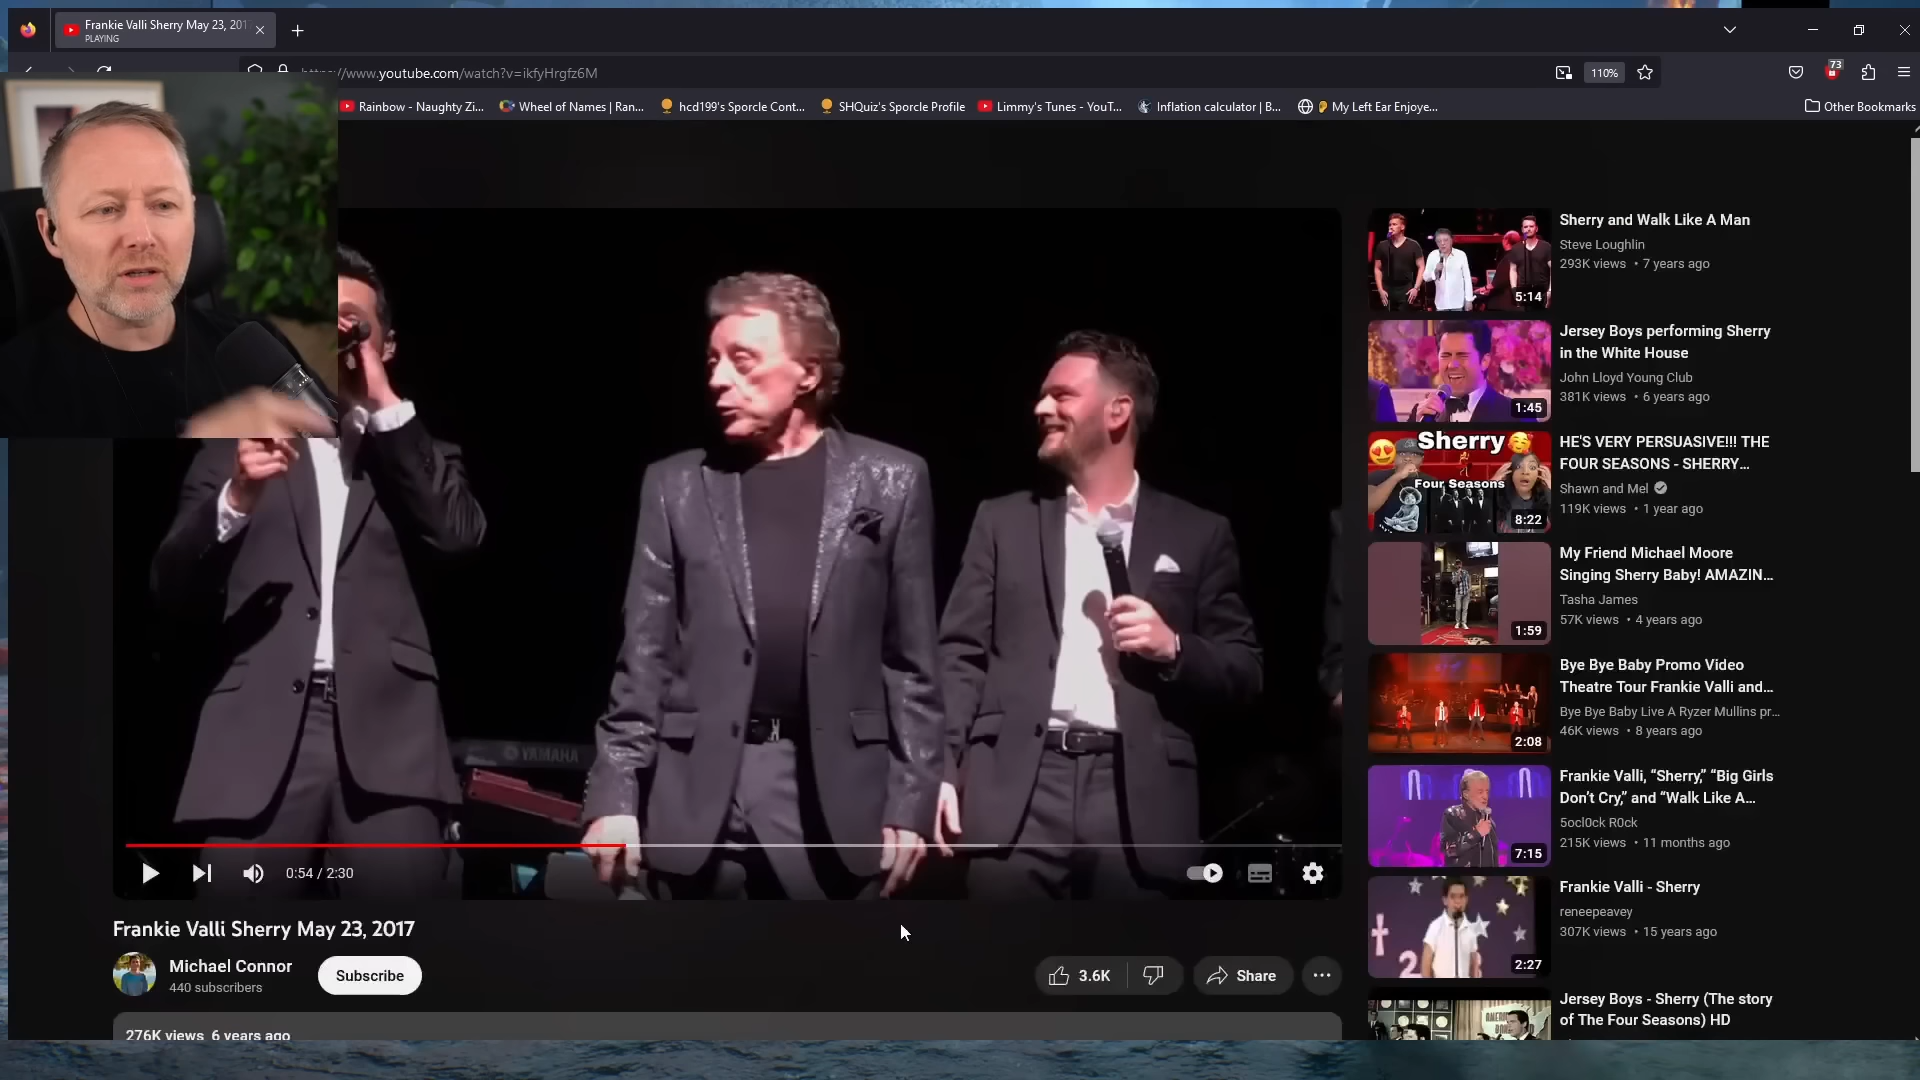 Frankie Valli Sherry May 23, 201
PLAYING
https://www.youtube.com/watch?v=ikfyHrgfz6M
110%
73
Rainbow - Naughty Zi...
Wheel of Names | Ran...
hcd199's Sporcle Cont...
SHQuiz's Sporcle Profile
Limmy's Tunes - YouT...
Inflation calculator | B...
My Left Ear Enjoye...
Other Bookmarks
YAMAHA
0:54 / 2:30
Frankie Valli Sherry May 23, 2017
Michael Connor
440 subscribers
Subscribe
3.6K
Share
276K views 6 years ago
Sherry and Walk Like A Man
Steve Loughlin
293K views • 7 years ago
5:14
Jersey Boys performing Sherry
in the White House
John Lloyd Young Club
381K views • 6 years ago
1:45
Sherry
Four Seasons
8:22
HE'S VERY PERSUASIVE!!! THE
FOUR SEASONS - SHERRY...
Shawn and Mel
119K views • 1 year ago
My Friend Michael Moore
Singing Sherry Baby! AMAZIN...
Tasha James
57K views • 4 years ago
1:59
Bye Bye Baby Promo Video
Theatre Tour Frankie Valli and...
Bye Bye Baby Live A Ryzer Mullins pr...
46K views • 8 years ago
2:08
Frankie Valli, “Sherry,” “Big Girls
Don’t Cry,” and “Walk Like A...
5ocl0ck R0ck
215K views • 11 months ago
7:15
Frankie Valli - Sherry
reneepeavey
307K views • 15 years ago
2:27
Jersey Boys - Sherry (The story
of The Four Seasons) HD